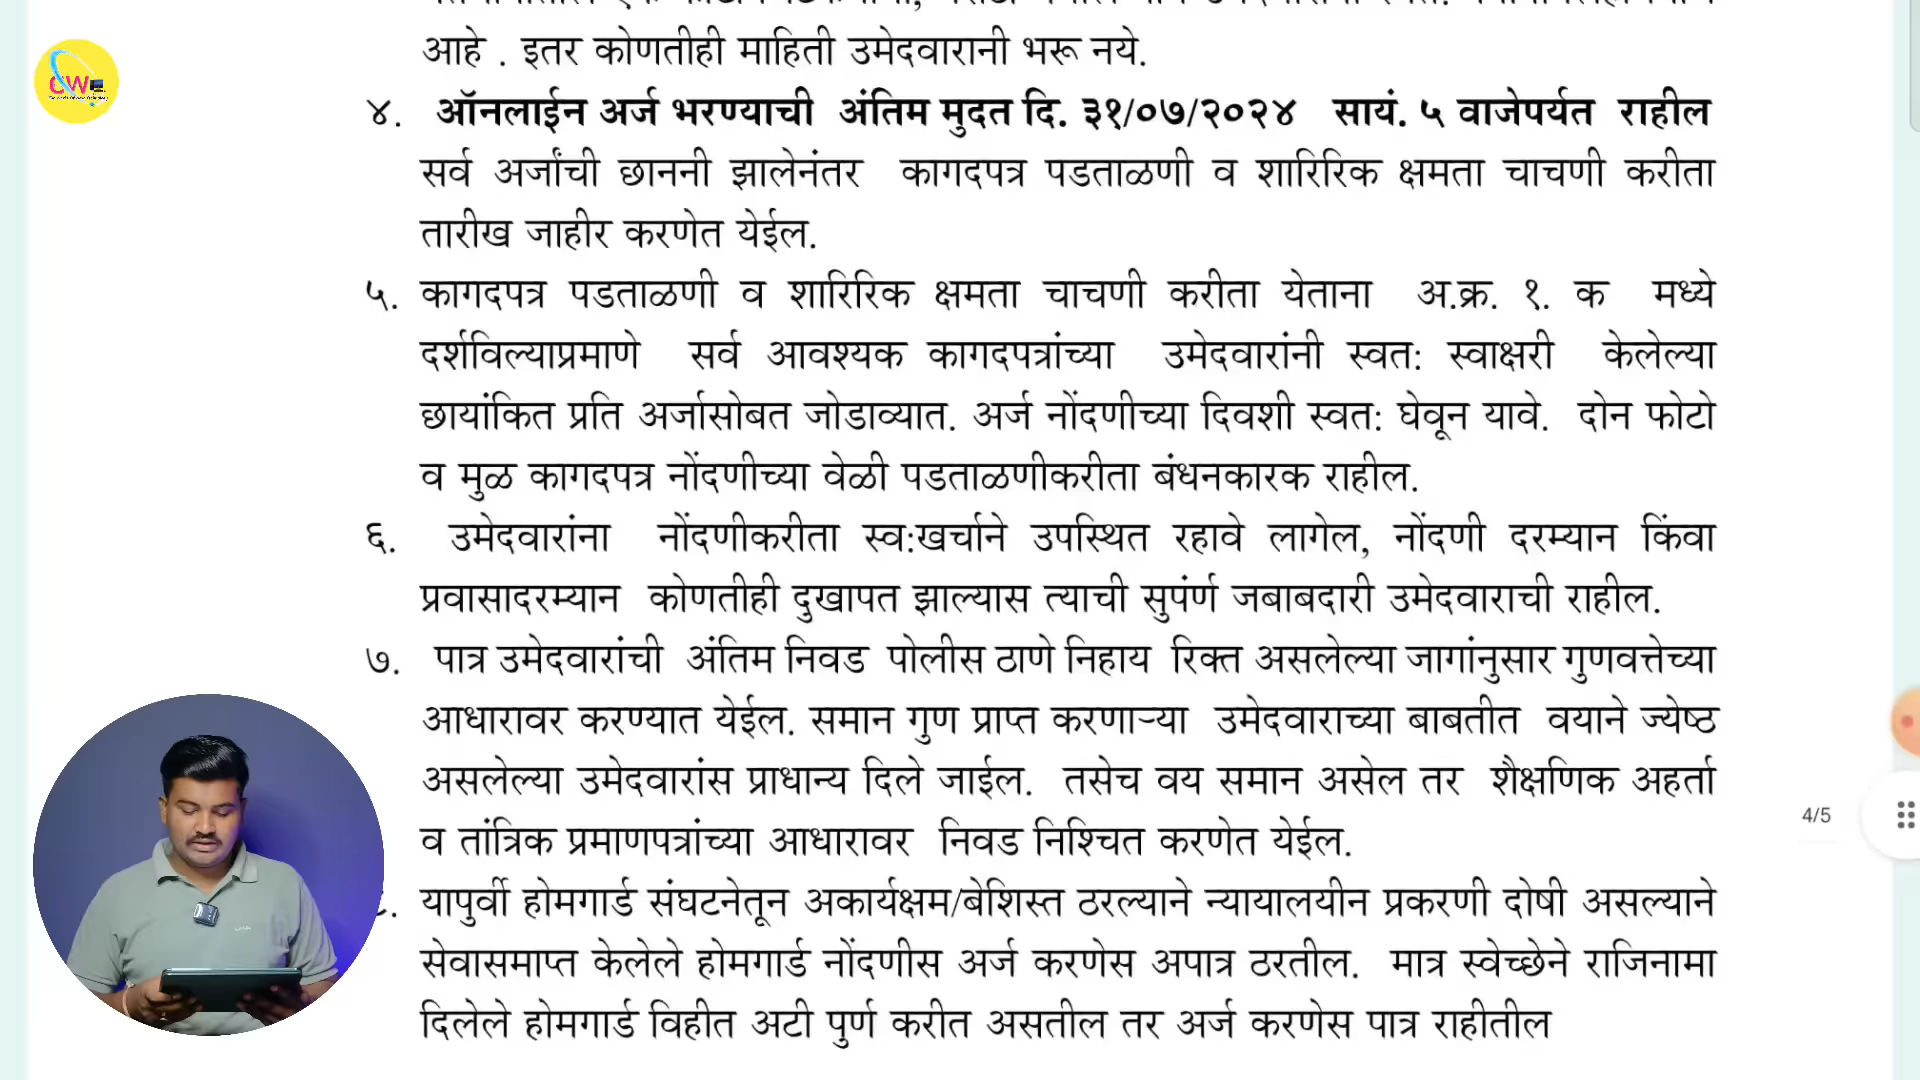 आहे . इतर कोणतीही माहिती उमेदवारानी भरू नये.
CW
४. ऑनलाईन अर्ज भरण्याची अंतिम मुदत दि. ३१/०७/२०२४ सायं. ५ वाजेपर्यत राहील
सर्व अर्जांची छाननी झालेनंतर कागदपत्र पडताळणी व शारिरिक क्षमता चाचणी करीता
तारीख जाहीर करणेत येईल.
५. कागदपत्र पडताळणी व शारिरिक क्षमता चाचणी करीता येताना अ.क्र. १. क मध्ये
दर्शविल्याप्रमाणे सर्व आवश्यक कागदपत्रांच्या उमेदवारांनी स्वत: स्वाक्षरी केलेल्या
छायांकित प्रति अर्जासोबत जोडाव्यात. अर्ज नोंदणीच्या दिवशी स्वत: घेवून यावे. दोन फोटो
व मुळ कागदपत्र नोंदणीच्या वेळी पडताळणीकरीता बंधनकारक राहील.
६. उमेदवारांना नोंदणीकरीता स्व:खर्चाने उपस्थित रहावे लागेल, नोंदणी दरम्यान किंवा
प्रवासादरम्यान कोणतीही दुखापत झाल्यास त्याची सुपंर्ण जबाबदारी उमेदवाराची राहील.
७. पात्र उमेदवारांची अंतिम निवड पोलीस ठाणे निहाय रिक्त असलेल्या जागांनुसार गुणवत्तेच्या
आधारावर करण्यात येईल. समान गुण प्राप्त करणाऱ्या उमेदवाराच्या बाबतीत वयाने ज्येष्ठ
असलेल्या उमेदवारांस प्राधान्य दिले जाईल. तसेच वय समान असेल तर शैक्षणिक अहर्ता
व तांत्रिक प्रमाणपत्रांच्या आधारावर निवड निश्चित करणेत येईल.
4/5
यापुर्वी होमगार्ड संघटनेतून अकार्यक्षम/बेशिस्त ठरल्याने न्यायालयीन प्रकरणी दोषी असल्याने
सेवासमाप्त केलेले होमगार्ड नोंदणीस अर्ज करणेस अपात्र ठरतील. मात्र स्वेच्छेने राजिनामा
दिलेले होमगार्ड विहीत अटी पुर्ण करीत असतील तर अर्ज करणेस पात्र राहीतील